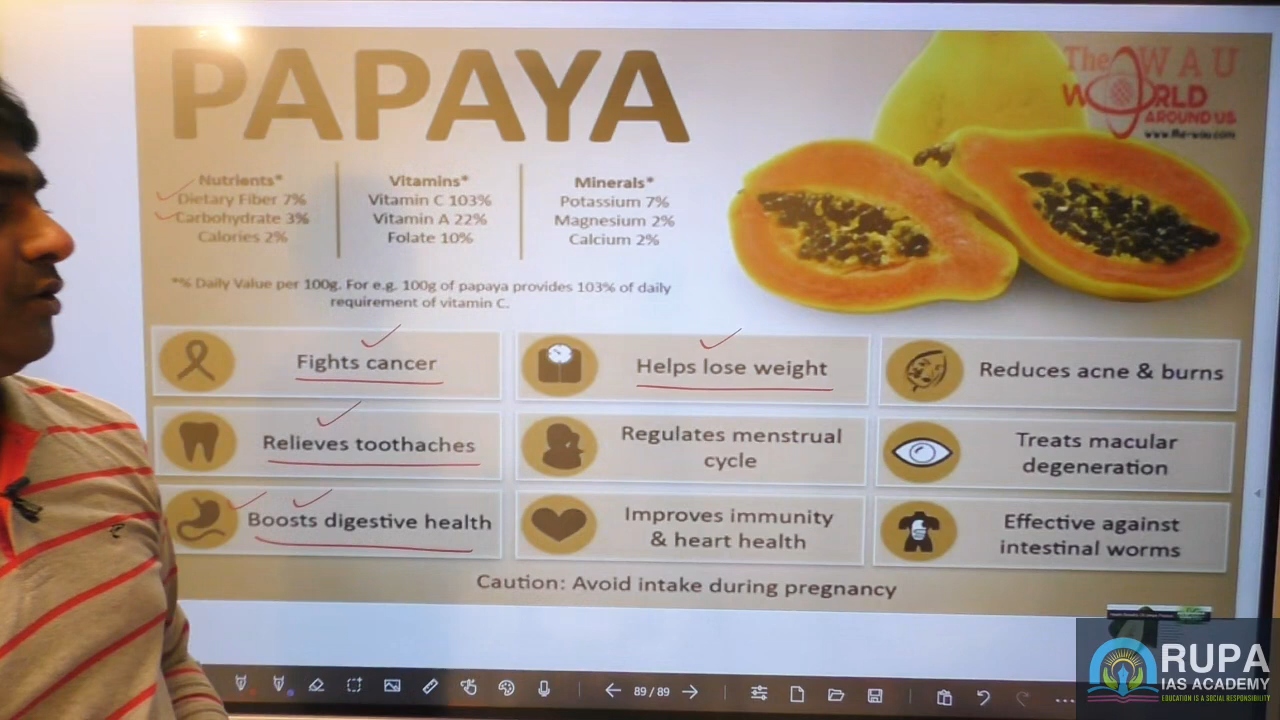 PAPAYA
The WAU
WORLD
AROUND US
www.the-wau.com
Nutrients*
Dietary Fiber 7%
Carbohydrate 3%
Calories 2%
Vitamins*
Vitamin C 103%
Vitamin A 22%
Folate 10%
Minerals*
Potassium 7%
Magnesium 2%
Calcium 2%
*% Daily Value per 100g. For e.g. 100g of papaya provides 103% of daily
requirement of vitamin C.
Fights cancer
Helps lose weight
Reduces acne & burns
Relieves toothaches
Regulates menstrual
cycle
Treats macular
degeneration
Boosts digestive health
Improves immunity
& heart health
Effective against
intestinal worms
Caution: Avoid intake during pregnancy
89/89
RUPA
IAS ACADEMY
EDUCATION IS A SOCIAL RESPONSIBILITY